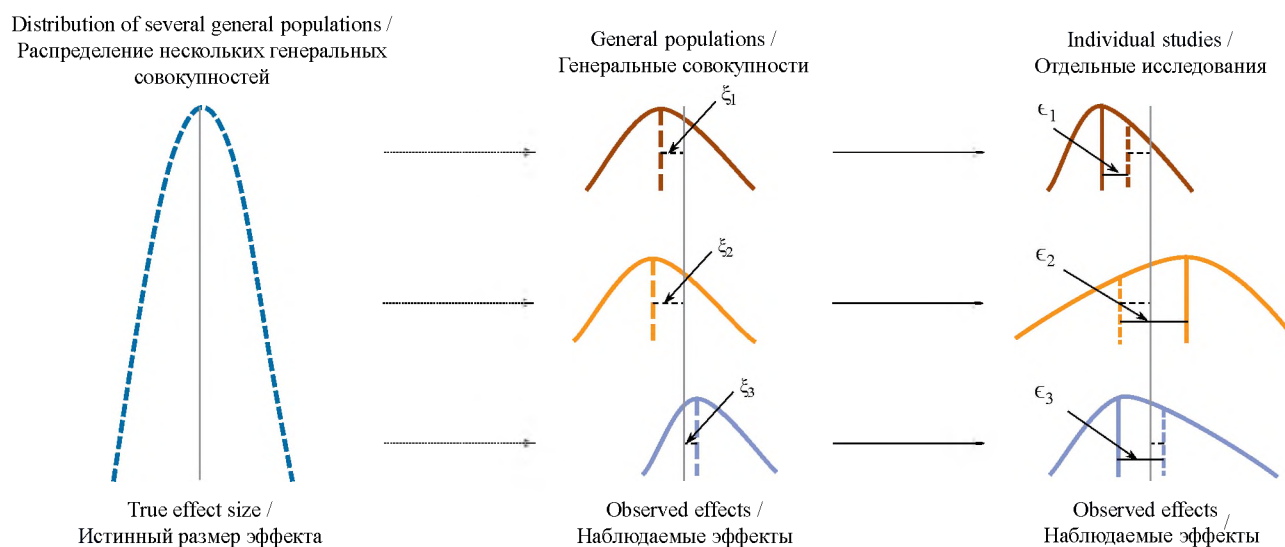 Distribution of several general populations /
Распределение нескольких генеральных
совокупностей
General populations /
Генеральные совокупности
Individual studies /
Отдельные исследования
ξ1
ξ2
ξ3
ϵ1
ϵ2
ϵ3
True effect size /
Истинный размер эффекта
Observed effects /
Наблюдаемые эффекты
Observed effects /
Наблюдаемые эффекты